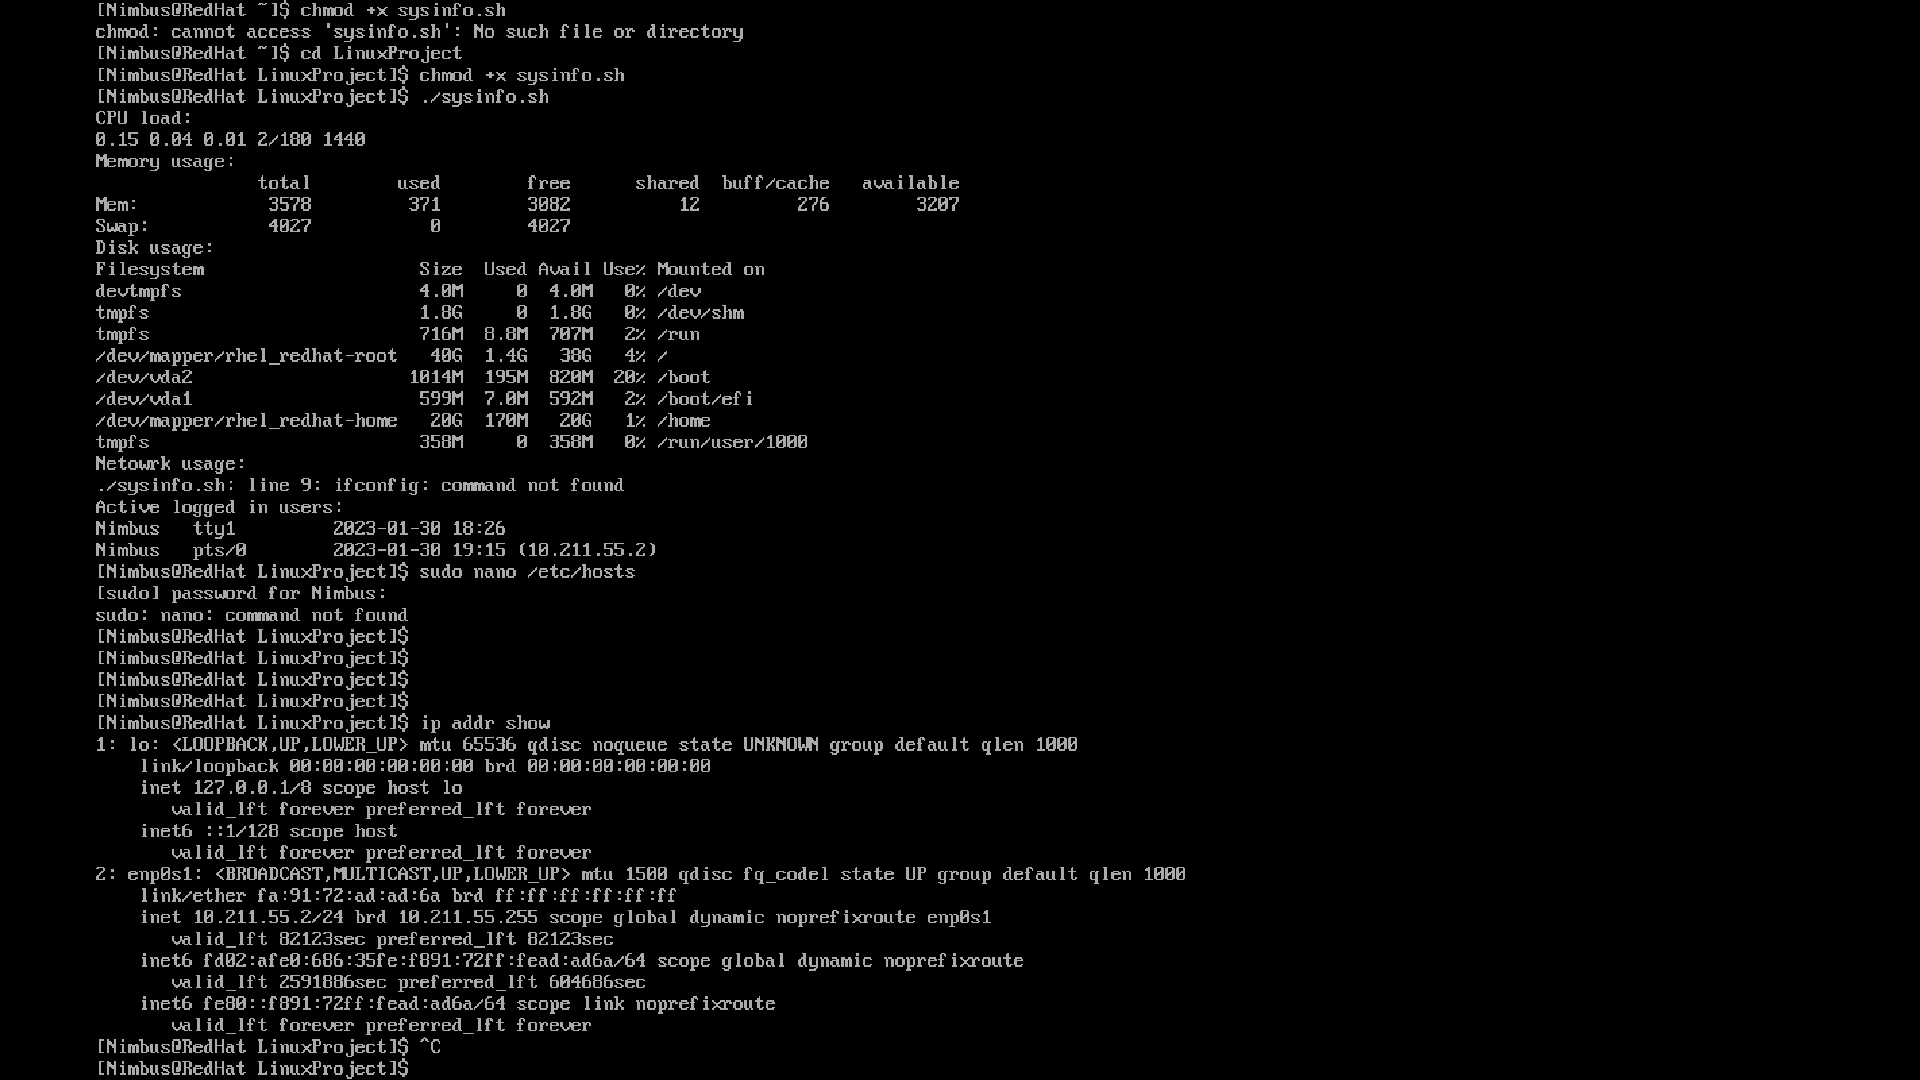 [Nimbus@RedHat ~]$ chmod +x sysinfo.sh
chmod: cannot access 'sysinfo.sh': No such file or directory
[Nimbus@RedHat ~]$ cd LinuxProject
[Nimbus@RedHat LinuxProject]$ chmod +x sysinfo.sh
[Nimbus@RedHat LinuxProject]$ ./sysinfo.sh
CPU load:
0.15 0.04 0.01 2/180 1440
Memory usage:
               total        used        free      shared  buff/cache   available
Mem:            3578         371        3082          12         276        3207
Swap:           4027           0        4027
Disk usage:
Filesystem                    Size  Used Avail Use% Mounted on
devtmpfs                      4.0M     0  4.0M   0% /dev
tmpfs                         1.8G     0  1.8G   0% /dev/shm
tmpfs                         716M  8.8M  707M   2% /run
/dev/mapper/rhel_redhat-root   40G  1.4G   38G   4% /
/dev/vda2                    1014M  195M  820M  20% /boot
/dev/vda1                     599M  7.0M  592M   2% /boot/efi
/dev/mapper/rhel_redhat-home   20G  170M   20G   1% /home
tmpfs                         358M     0  358M   0% /run/user/1000
Netowrk usage:
./sysinfo.sh: line 9: ifconfig: command not found
Active logged in users:
Nimbus   tty1         2023-01-30 18:26
Nimbus   pts/0        2023-01-30 19:15 (10.211.55.2)
[Nimbus@RedHat LinuxProject]$ sudo nano /etc/hosts
[sudo] password for Nimbus:
sudo: nano: command not found
[Nimbus@RedHat LinuxProject]$
[Nimbus@RedHat LinuxProject]$
[Nimbus@RedHat LinuxProject]$
[Nimbus@RedHat LinuxProject]$
[Nimbus@RedHat LinuxProject]$ ip addr show
1: lo: <LOOPBACK,UP,LOWER_UP> mtu 65536 qdisc noqueue state UNKNOWN group default qlen 1000
    link/loopback 00:00:00:00:00:00 brd 00:00:00:00:00:00
    inet 127.0.0.1/8 scope host lo
       valid_lft forever preferred_lft forever
    inet6 ::1/128 scope host
       valid_lft forever preferred_lft forever
2: enp0s1: <BROADCAST,MULTICAST,UP,LOWER_UP> mtu 1500 qdisc fq_codel state UP group default qlen 1000
    link/ether fa:91:72:ad:ad:6a brd ff:ff:ff:ff:ff:ff
    inet 10.211.55.2/24 brd 10.211.55.255 scope global dynamic noprefixroute enp0s1
       valid_lft 82123sec preferred_lft 82123sec
    inet6 fd02:afe0:686:35fe:f891:72ff:fead:ad6a/64 scope global dynamic noprefixroute
       valid_lft 2591886sec preferred_lft 604686sec
    inet6 fe80::f891:72ff:fead:ad6a/64 scope link noprefixroute
       valid_lft forever preferred_lft forever
[Nimbus@RedHat LinuxProject]$ ^C
[Nimbus@RedHat LinuxProject]$